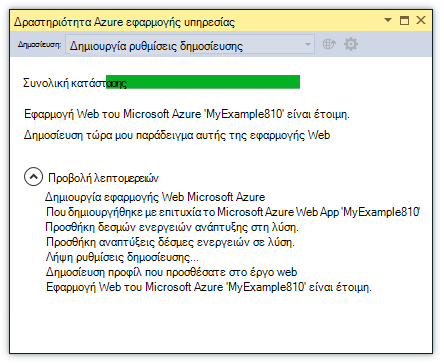 Δραστηριότητα Azure εφαρμογής υπηρεσίας
Δημοσίευση: Δημιουργία ρυθμίσεις δημοσίευσης
Συνολική κατάστασης
Εφαρμογή Web του Microsoft Azure 'MyExample810' είναι έτοιμη.
Δημοσίευση τώρα μου παράδειγμα αυτής της εφαρμογής Web
Προβολή λεπτομερειών
Δημιουργία εφαρμογής Web Microsoft Azure
Που δημιουργήθηκε με επιτυχία το Microsoft Azure Web App 'MyExample810'
Προσθήκη δεσμών ενεργειών ανάπτυξης στη λύση.
Προσθήκη αναπτύξεις δέσμες ενεργειών σε λύση.
Λήψη ρυθμίσεις δημοσίευσης...
Δημοσίευση προφίλ που προσθέσατε στο έργο web
Εφαρμογή Web του Microsoft Azure 'MyExample810' είναι έτοιμη.